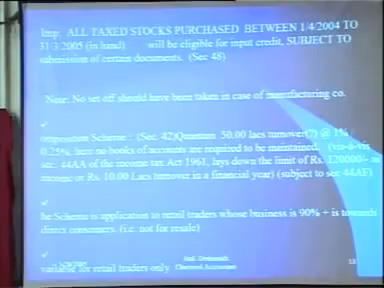 Imp: ALL TAXED STOCKS PURCHASED BETWEEN 1/4/2004 TO
31/3/2005 (in hand) will be eligible for input credit, SUBJECT TO
submission of certain documents. (Sec 48)
Note: No set off should have been taken in case of manufacturing co.
omposition Scheme : (Sec. 42)Quantum 50.00 lacs turnover(?) @ 1% /
0.25%, here no books of accounts are required to be maintained. (vis-a-vis
sec. 44AA of the income tax Act 1961, lays down the limit of Rs. 120000/- as
income or Rs. 10.00 Lacs turnover in a financial year) (subject to sec 44AF)
he Scheme is application to retail traders whose business is 90% + is towards
direct consumers. (i.e. not for resale)
variable for retail traders only
Chartered Accountant
13